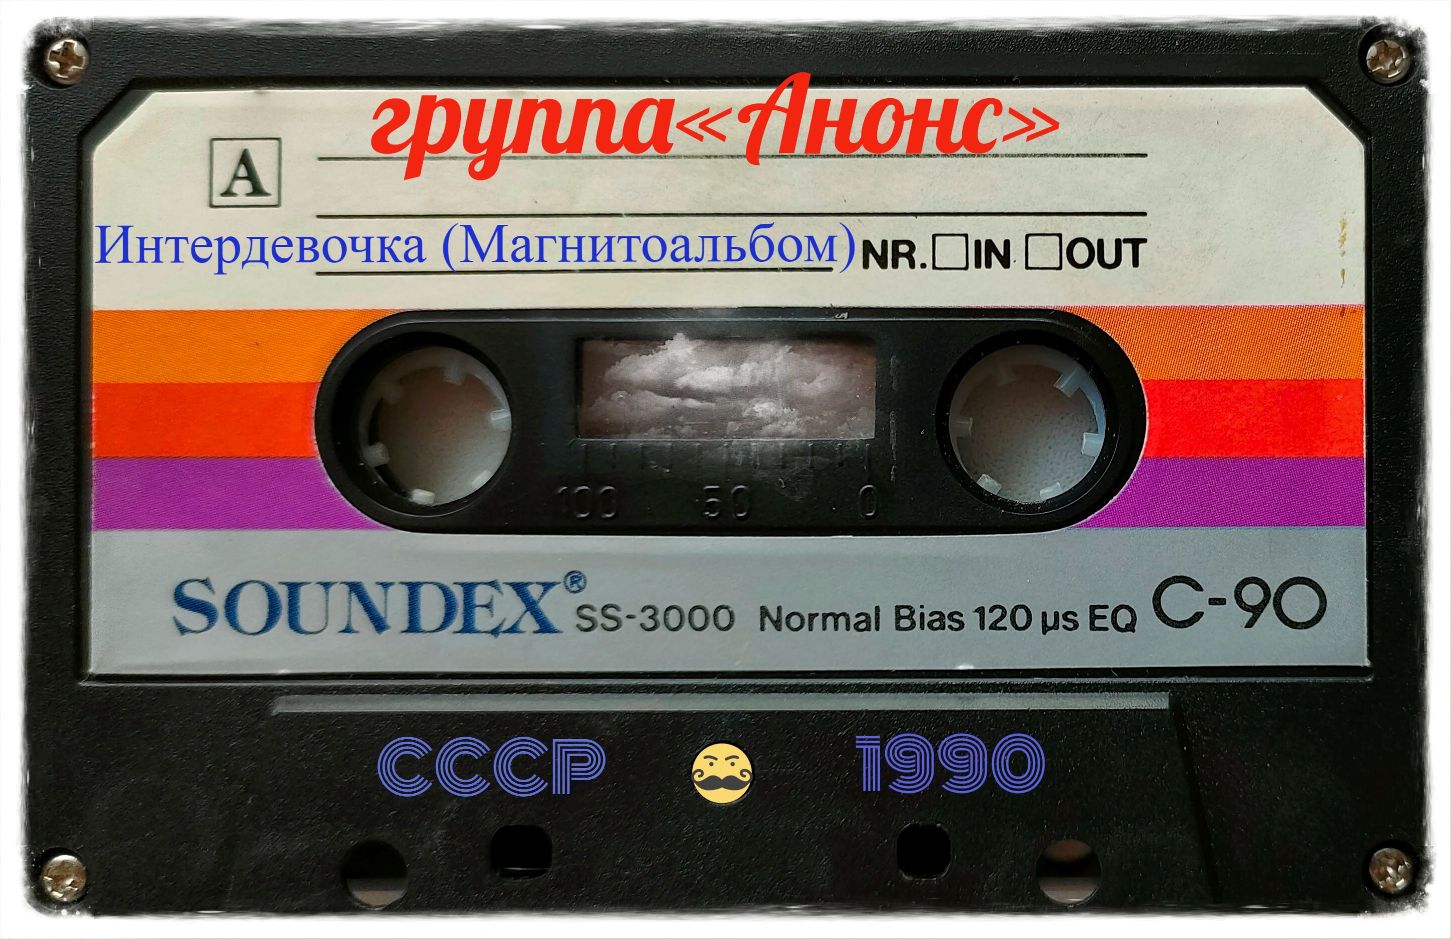 группа«Анонс»
A
Интердевочка (Магнитоальбом) NR. IN OUT
100 50 0
SOUNDEX® SS-3000 Normal Bias 120 µs EQ C-90
СССР 1990